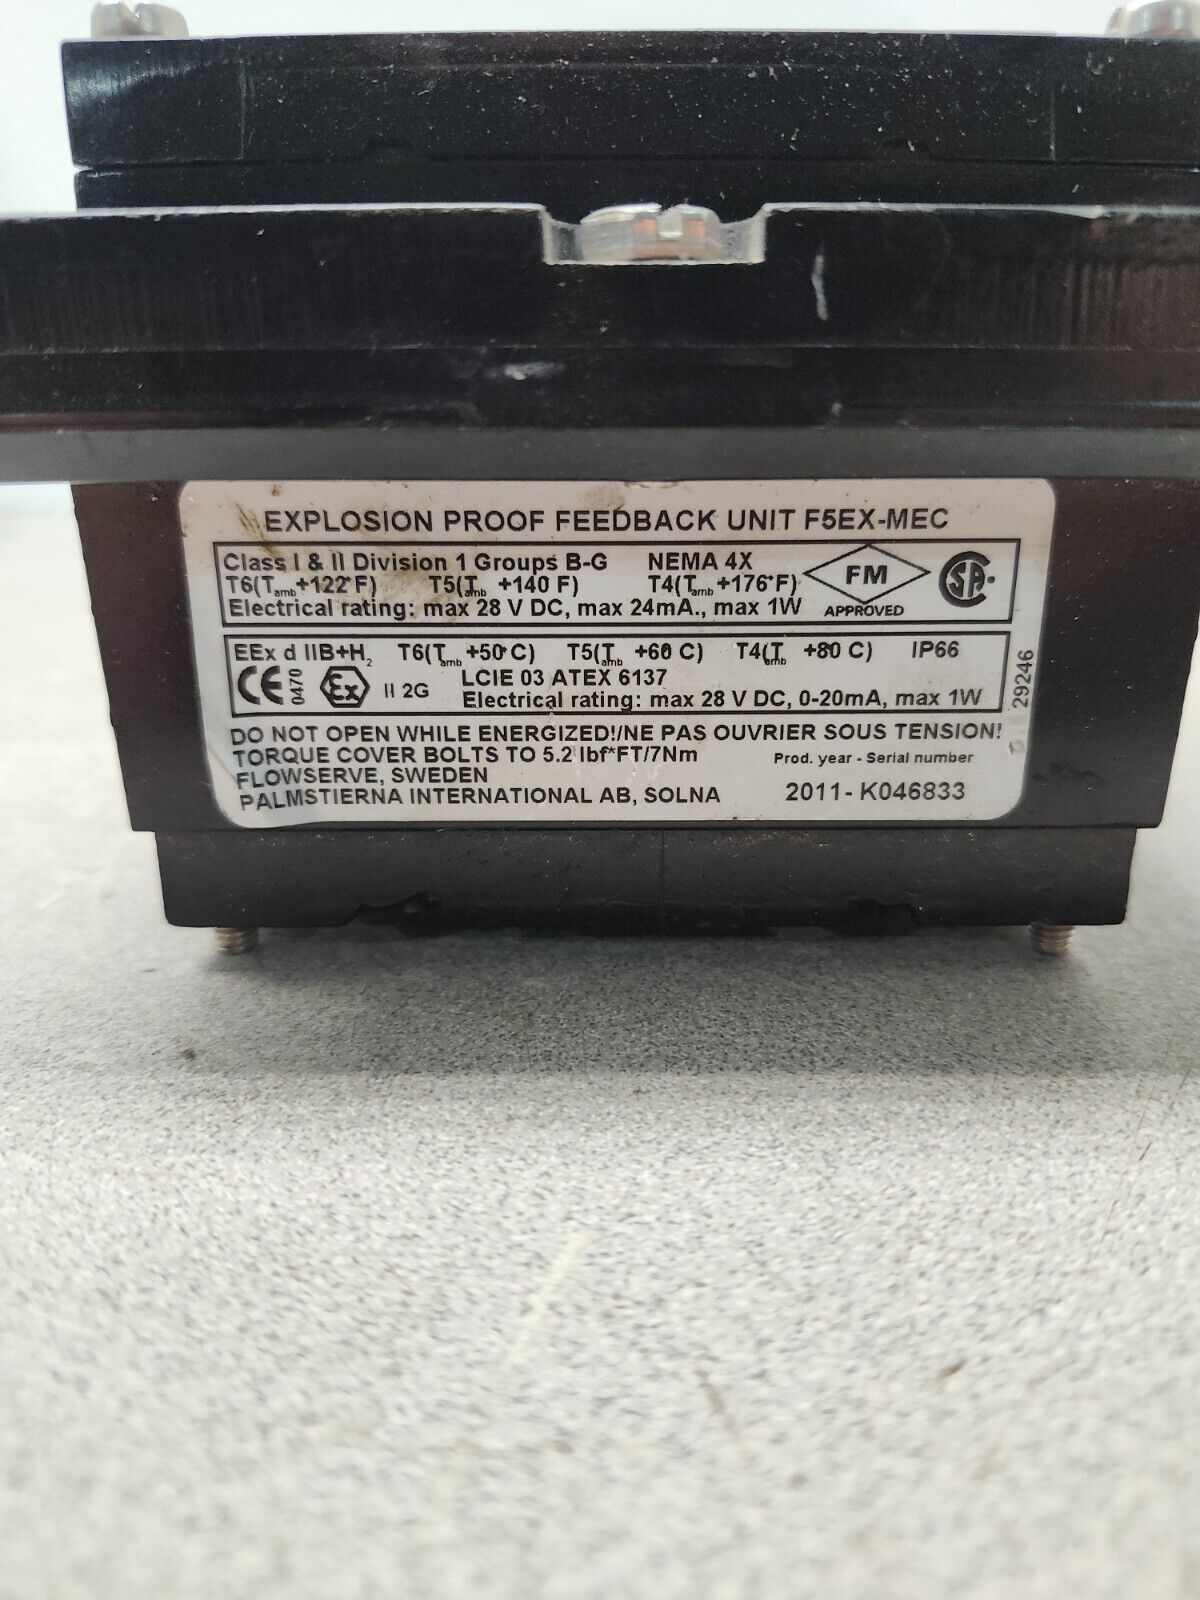 EXPLOSION PROOF FEEDBACK UNIT F5EX-MEC
Class I & II Division 1 Groups B-G NEMA 4X
T6(Tamb +122°F) T5(Tamb +140 F) T4(Tamb +176°F)
Electrical rating: max 28 V DC, max 24mA., max 1W
FM
APPROVED
CSA
EEx d IIB+H2 T6(Tamb +50°C) T5(Tamb +60 C) T4(Tamb +80 C) IP66
CE 0470 Ex II 2G LCIE 03 ATEX 6137
Electrical rating: max 28 V DC, 0-20mA, max 1W
29246
DO NOT OPEN WHILE ENERGIZED!/NE PAS OUVRIER SOUS TENSION!
TORQUE COVER BOLTS TO 5.2 lbf*FT/7Nm Prod. year - Serial number
FLOWSERVE, SWEDEN
PALMSTIERNA INTERNATIONAL AB, SOLNA 2011- K046833